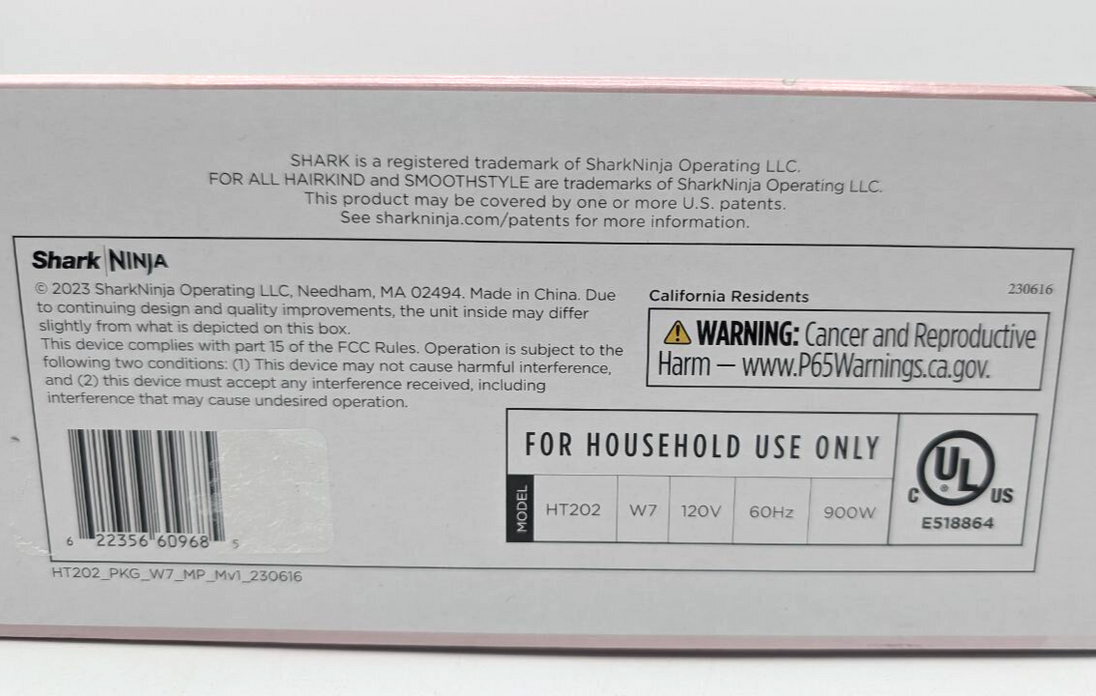 SHARK is a registered trademark of SharkNinja Operating LLC.
FOR ALL HAIRKIND and SMOOTHSTYLE are trademarks of SharkNinja Operating LLC.
This product may be covered by one or more U.S. patents.
See sharkninja.com/patents for more information.
Shark NINJA
© 2023 SharkNinja Operating LLC, Needham, MA 02494. Made in China. Due
to continuing design and quality improvements, the unit inside may differ
slightly from what is depicted on this box.
This device complies with part 15 of the FCC Rules. Operation is subject to the
following two conditions: (1) This device may not cause harmful interference,
and (2) this device must accept any interference received, including
interference that may cause undesired operation.
6 22356 60968 5
HT202_PKG_W7_MP_Mv1_230616
230616
California Residents
WARNING: Cancer and Reproductive
Harm — www.P65Warnings.ca.gov.
FOR HOUSEHOLD USE ONLY
MODEL HT202 W7 120V 60Hz 900W
C UL ® US
E518864